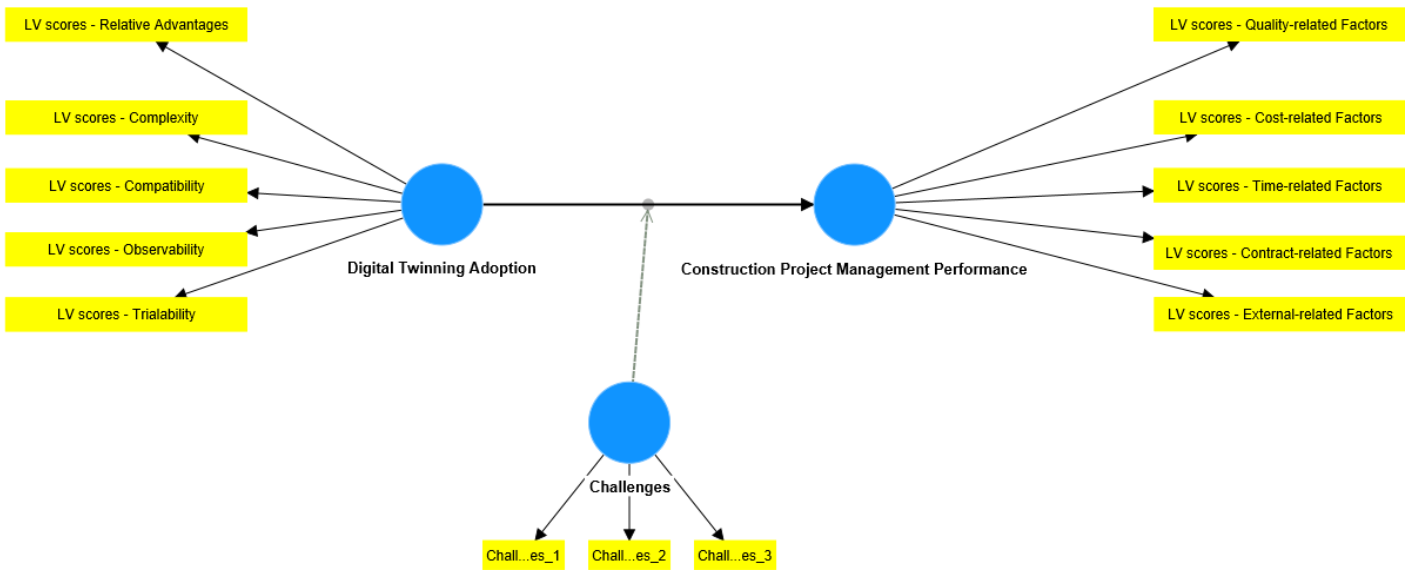 LV scores - Relative Advantages
LV scores - Complexity
LV scores - Compatibility
LV scores - Observability
LV scores - Trialability
Digital Twinning Adoption
Construction Project Management Performance
LV scores - Quality-related Factors
LV scores - Cost-related Factors
LV scores - Time-related Factors
LV scores - Contract-related Factors
LV scores - External-related Factors
Challenges
Chall...es_1
Chall...es_2
Chall...es_3